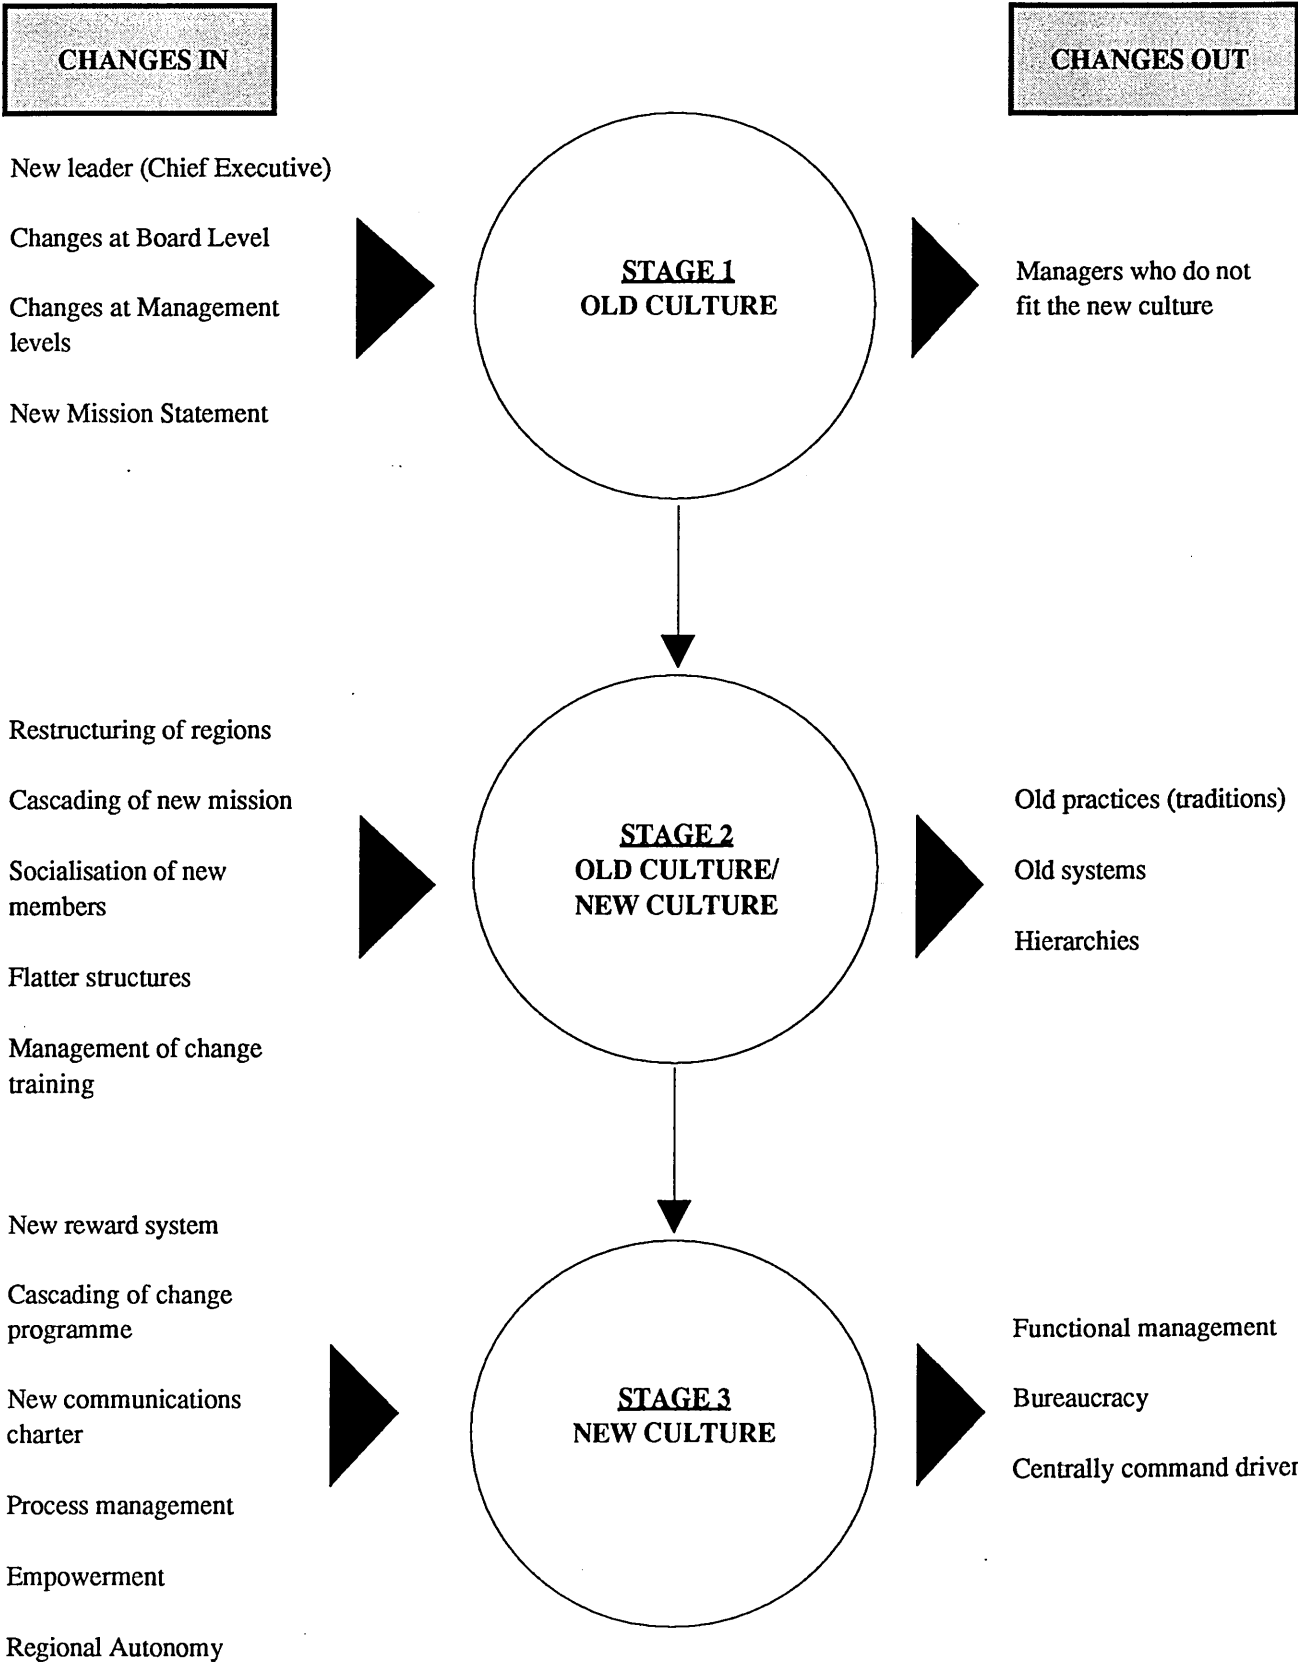 CHANGES IN
CHANGES OUT
New leader (Chief Executive)
Changes at Board Level
Changes at Management
levels
New Mission Statement
STAGE 1
OLD CULTURE
Managers who do not
fit the new culture
Restructuring of regions
Cascading of new mission
Socialisation of new
members
Flatter structures
Management of change
training
STAGE 2
OLD CULTURE/
NEW CULTURE
Old practices (traditions)
Old systems
Hierarchies
New reward system
Cascading of change
programme
New communications
charter
Process management
Empowerment
Regional Autonomy
STAGE 3
NEW CULTURE
Functional management
Bureaucracy
Centrally command